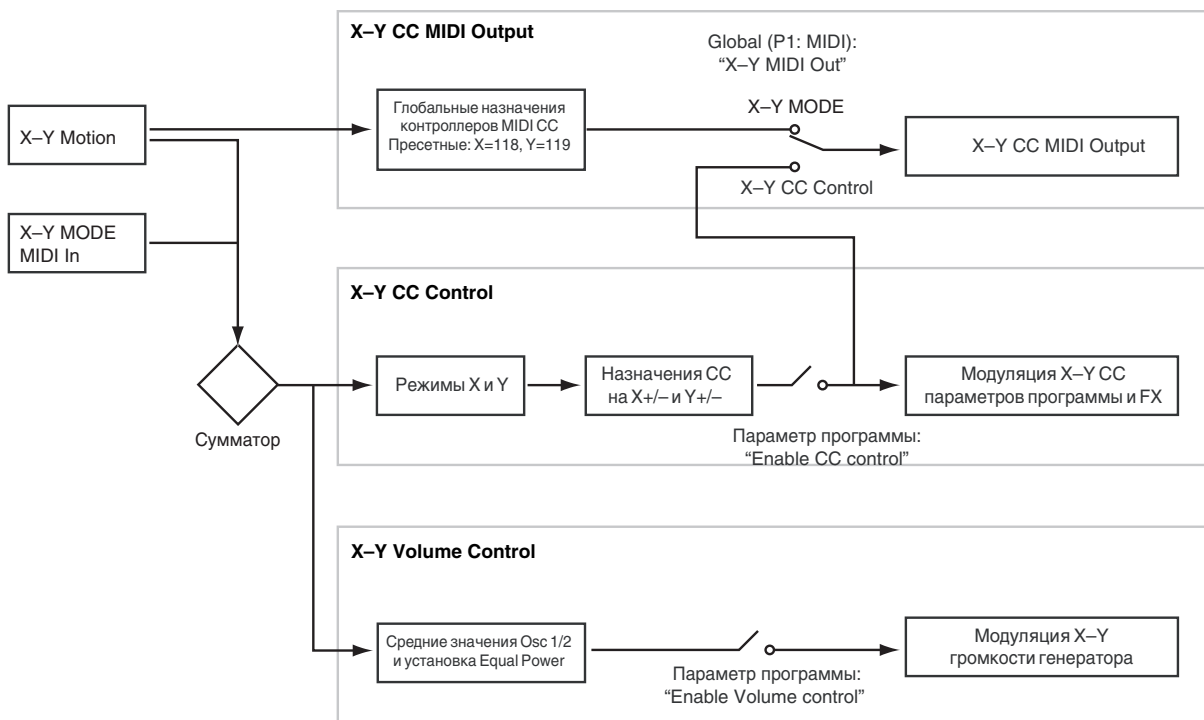 X–Y CC MIDI Output
Global (P1: MIDI):
“X–Y MIDI Out”
X–Y Motion
Глобальные назначения
контроллеров MIDI CC
Пресетные: X=118, Y=119
X–Y MODE
X–Y CC MIDI Output
X–Y CC Control
X–Y MODE
MIDI In
X–Y CC Control
Сумматор
Режимы X и Y
Назначения CC
на X+/– и Y+/–
Модуляция X–Y CC
параметров программы и FX
Параметр программы:
“Enable CC control”
X–Y Volume Control
Средние значения Osc 1/2
и установка Equal Power
Модуляция X–Y
громкости генератора
Параметр программы:
“Enable Volume control”